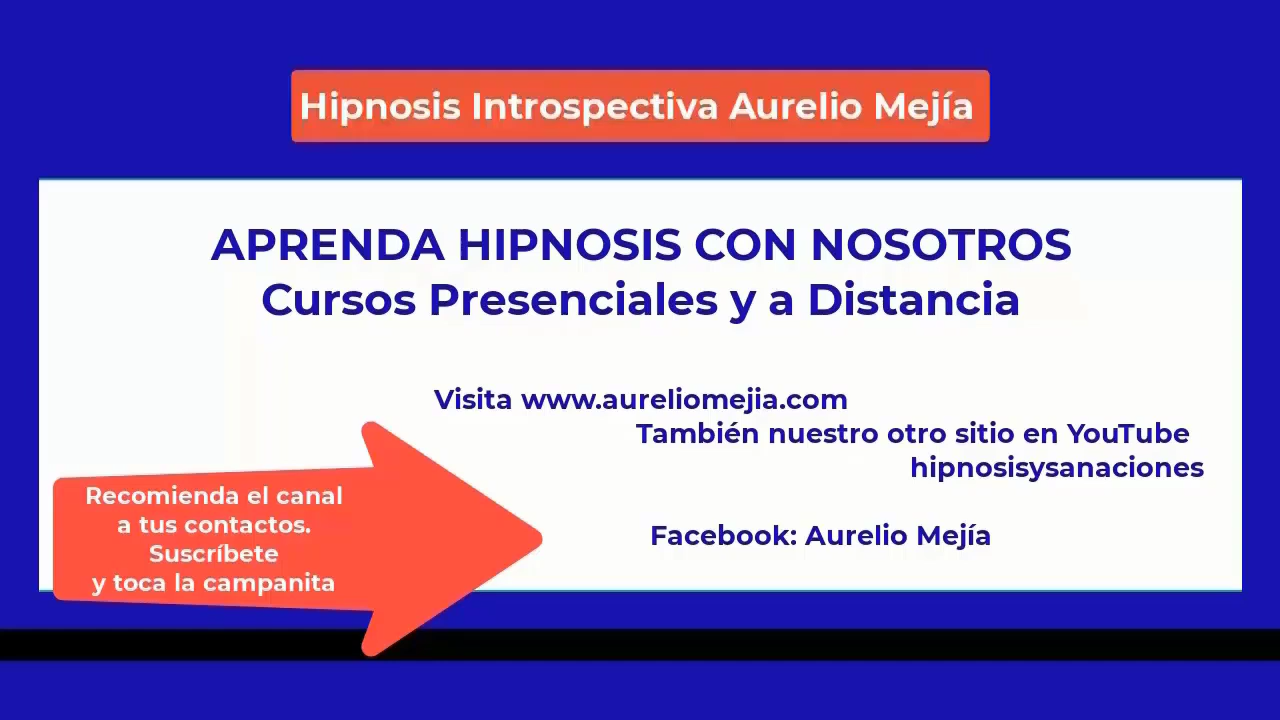 Hipnosis Introspectiva Aurelio Mejía
APRENDA HIPNOSIS CON NOSOTROS
Cursos Presenciales y a Distancia
Visita www.aureliomejia.com
También nuestro otro sitio en YouTube
hipnosisysanaciones
Facebook: Aurelio Mejía
Recomienda el canal
a tus contactos.
Suscríbete
y toca la campanita